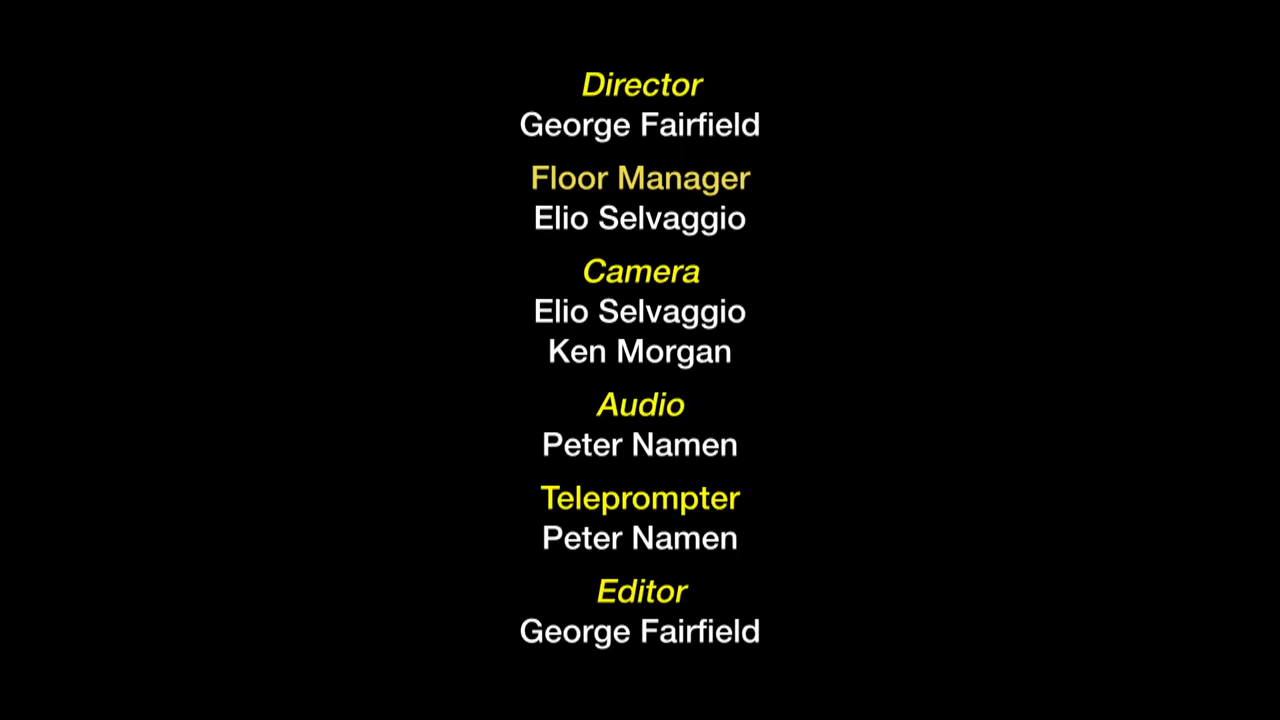 Director
George Fairfield
Floor Manager
Elio Selvaggio
Camera
Elio Selvaggio
Ken Morgan
Audio
Peter Namen
Teleprompter
Peter Namen
Editor
George Fairfield